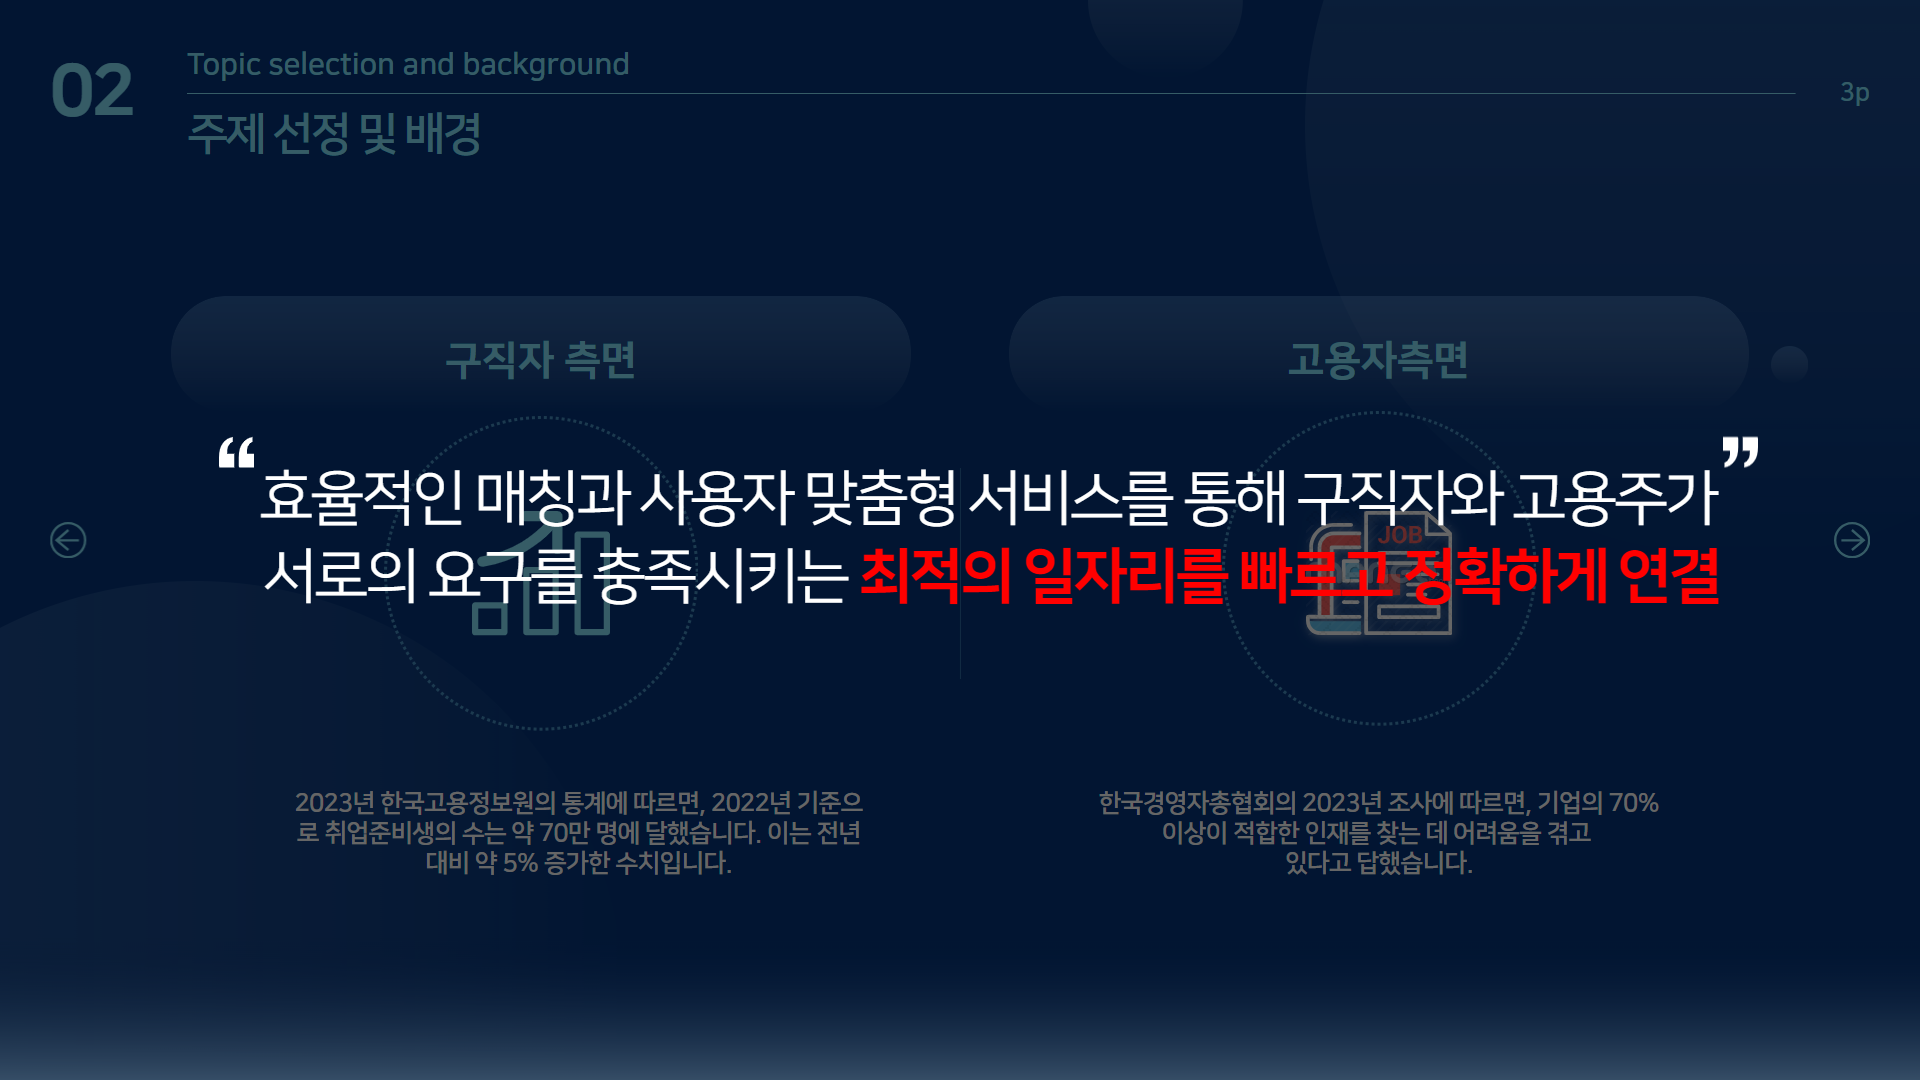 02
Topic selection and background
3p
주제 선정 및 배경
구직자 측면
고용자측면
“효율적인 매칭과 사용자 맞춤형 서비스를 통해 구직자와 고용주가”
서로의 요구를 충족시키는 최적의 일자리를 빠르고 정확하게 연결
JOB
2023년 한국고용정보원의 통계에 따르면, 2022년 기준으
로 취업준비생의 수는 약 70만 명에 달했습니다. 이는 전년
대비 약 5% 증가한 수치입니다.
한국경영자총협회의 2023년 조사에 따르면, 기업의 70%
이상이 적합한 인재를 찾는 데 어려움을 겪고
있다고 답했습니다.